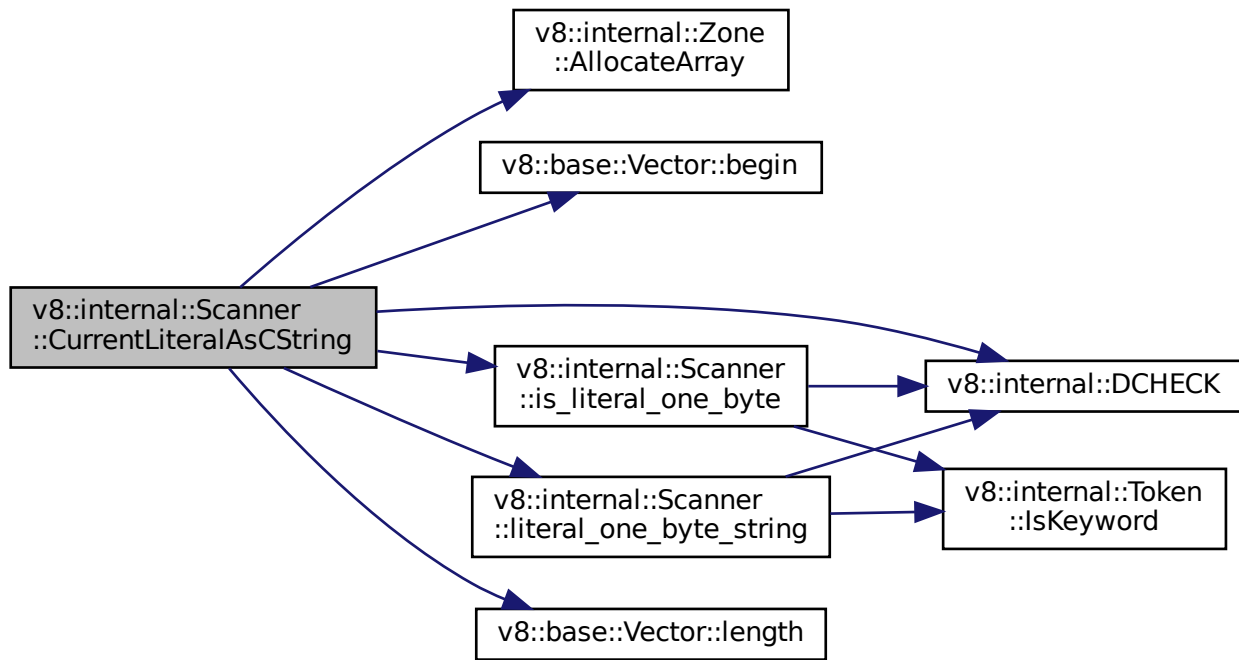 v8::internal::Zone
::AllocateArray
v8::base::Vector::begin
v8::internal::Scanner
::CurrentLiteralAsCString
v8::internal::Scanner
::is_literal_one_byte
v8::internal::DCHECK
v8::internal::Scanner
::literal_one_byte_string
v8::internal::Token
::IsKeyword
v8::base::Vector::length